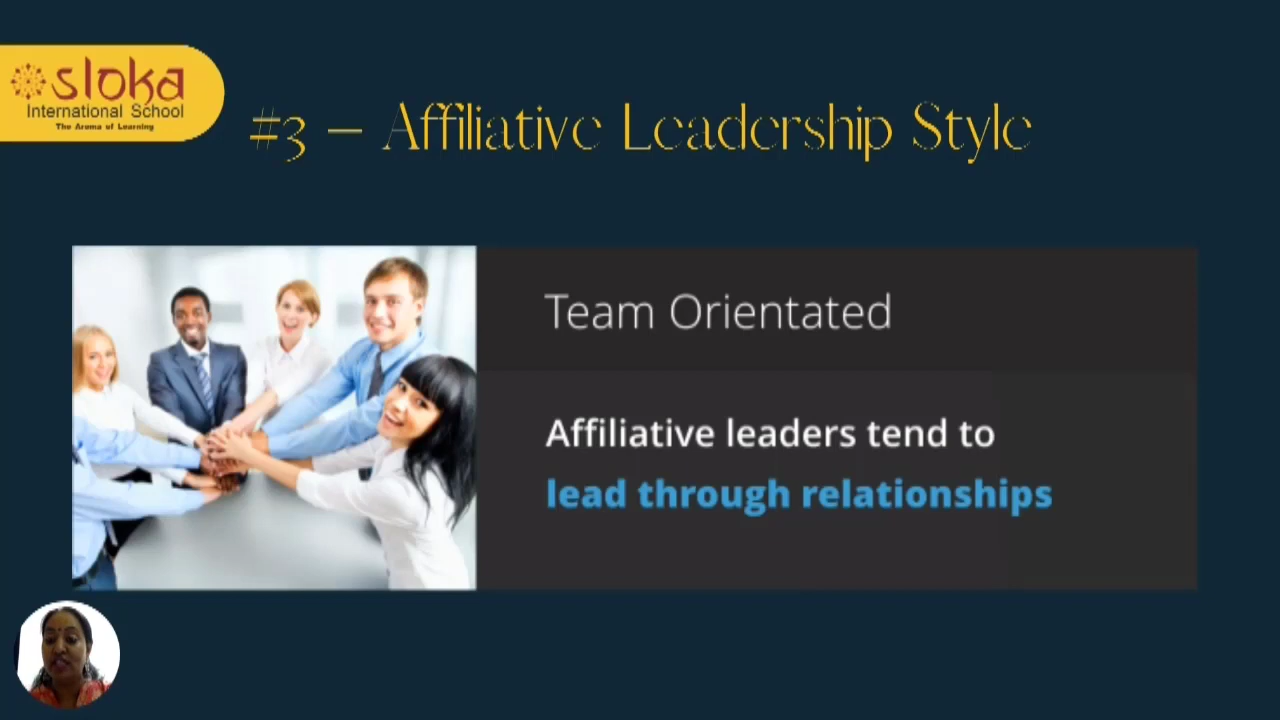 sloka
International School
The Aroma of Learning
#3 – Affiliative Leadership Style
Team Orientated
Affiliative leaders tend to
lead through relationships